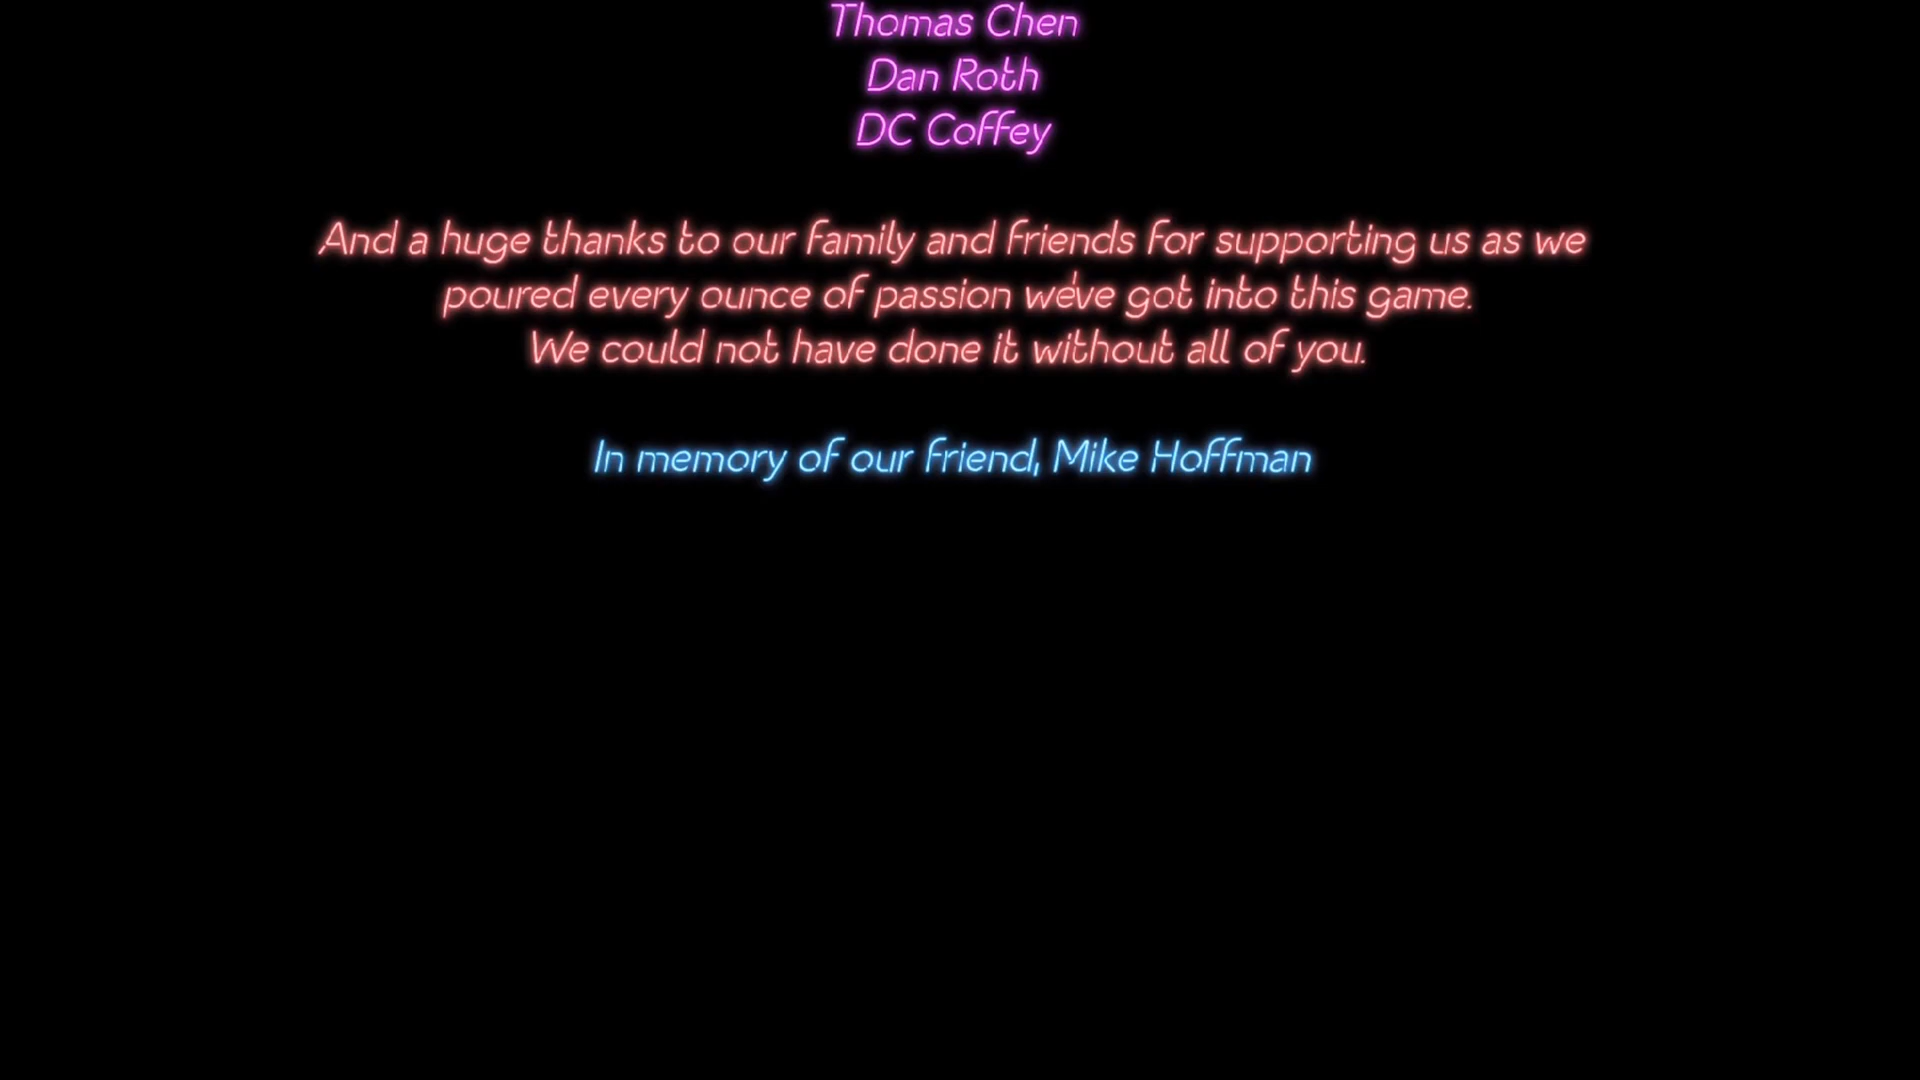 Thomas Chen
Dan Roth
DC Coffey
And a huge thanks to our family and friends for supporting us as we
poured every ounce of passion we've got into this game.
We could not have done it without all of you.
In memory of our friend, Mike Hoffman